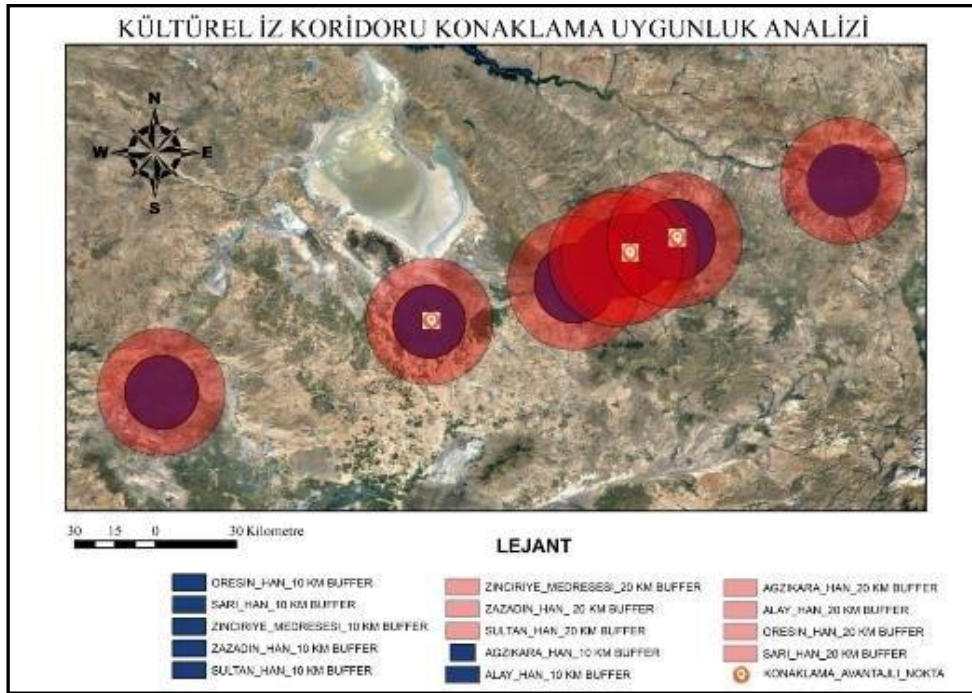 KÜLTÜREL İZ KORİDORU KONAKLAMA UYGUNLUK ANALİZİ
N
W E
S
30 15 0 30 Kilometre
LEJANT
ORESIN_HAN_10 KM BUFFER
SARI_HAN_10 KM BUFFER
ZINCIRIYE_MEDRESESI_10 KM BUFFER
ZAZADIN_HAN_10 KM BUFFER
SULTAN_HAN_10 KM BUFFER
ZINCIRIYE_MEDRESESI_20 KM BUFFER
ZAZADIN_HAN_ 20 KM BUFFER
SULTAN_HAN_20 KM BUFFER
AGZIKARA_HAN_10 KM BUFFER
ALAY_HAN_10 KM BUFFER
AGZIKARA_HAN_20 KM BUFFER
ALAY_HAN_20 KM BUFFER
ORESIN_HAN_20 KM BUFFER
SARI_HAN_20 KM BUFFER
KONAKLAMA_AVANTAJLI_NOKTA